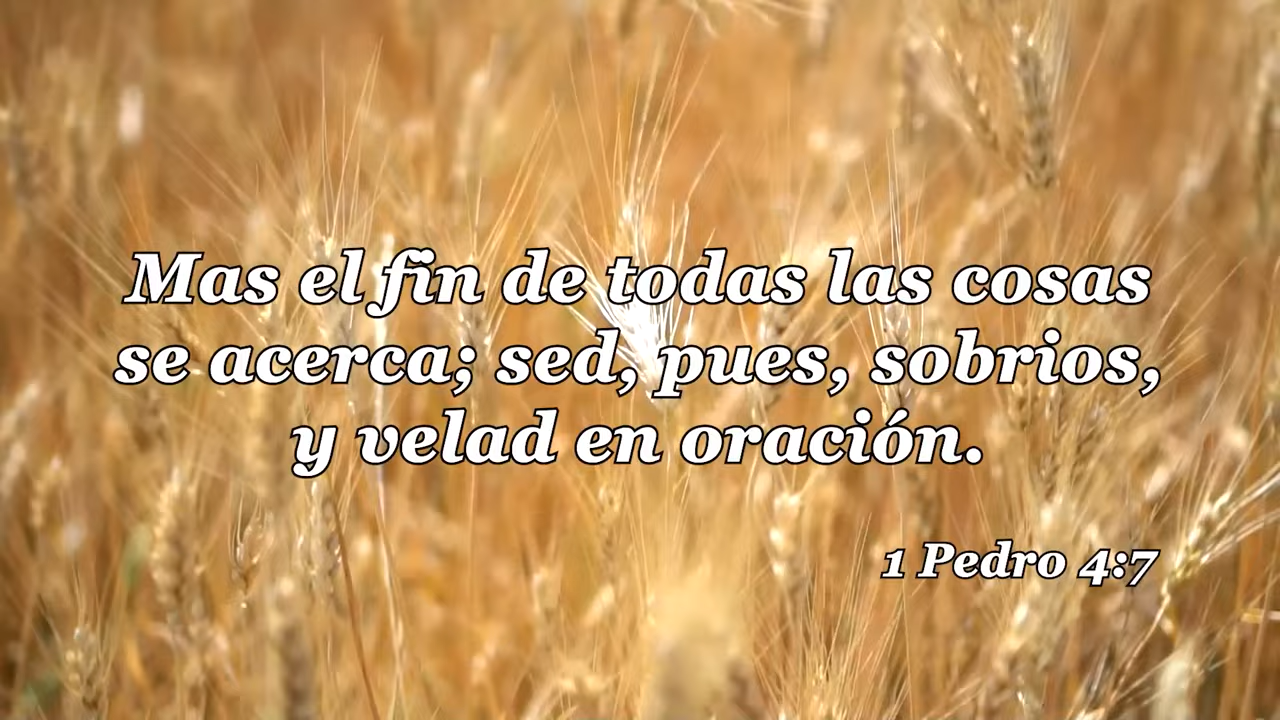 Mas el fin de todas las cosas
se acerca; sed, pues, sobrios,
y velad en oración.
1 Pedro 4:7